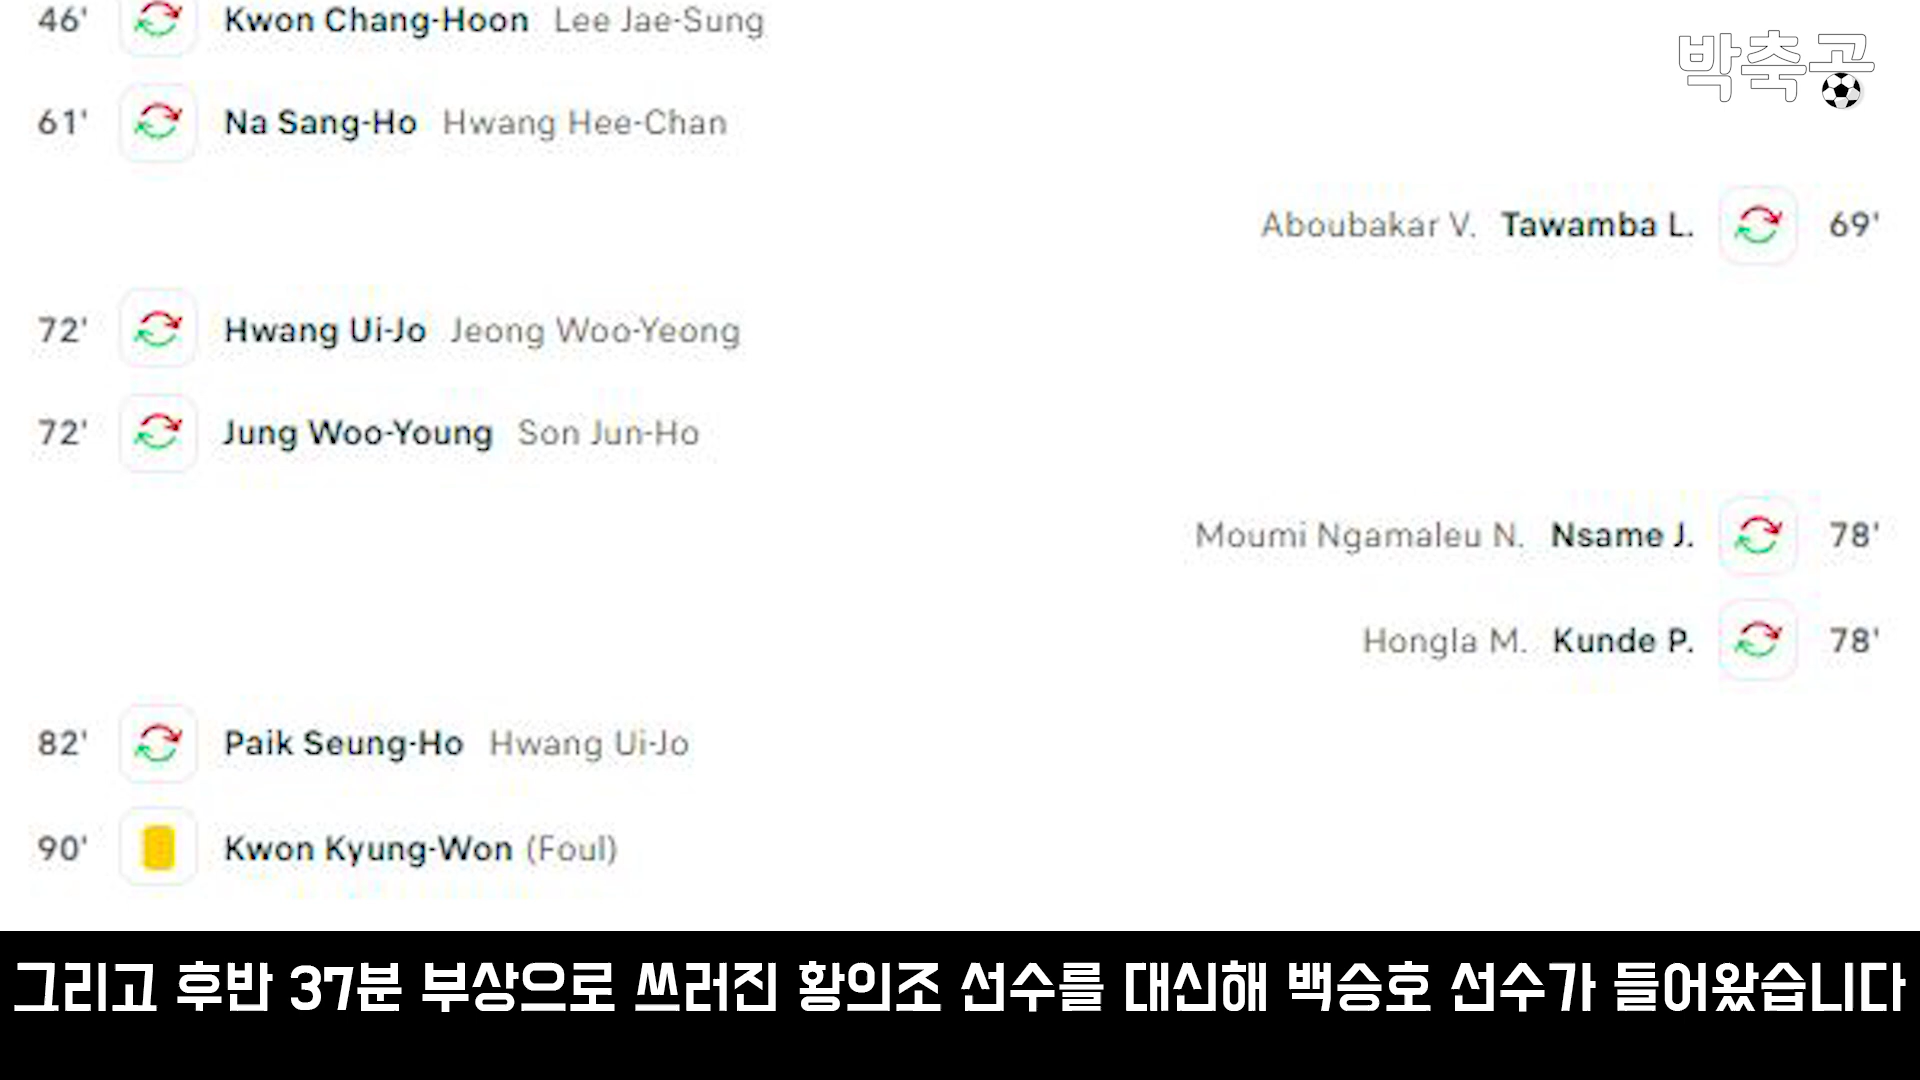 46' Kwon Chang-Hoon Lee Jae-Sung
박축공
61' Na Sang-Ho Hwang Hee-Chan
Aboubakar V. Tawamba L. 69'
72' Hwang Ui-Jo Jeong Woo-Yeong
72' Jung Woo-Young Son Jun-Ho
Moumi Ngamaleu N. Nsame J. 78'
Hongla M. Kunde P. 78'
82' Paik Seung-Ho Hwang Ui-Jo
90' Kwon Kyung-Won (Foul)
그리고 후반 37분 부상으로 쓰러진 황의조 선수를 대신해 백승호 선수가 들어왔습니다